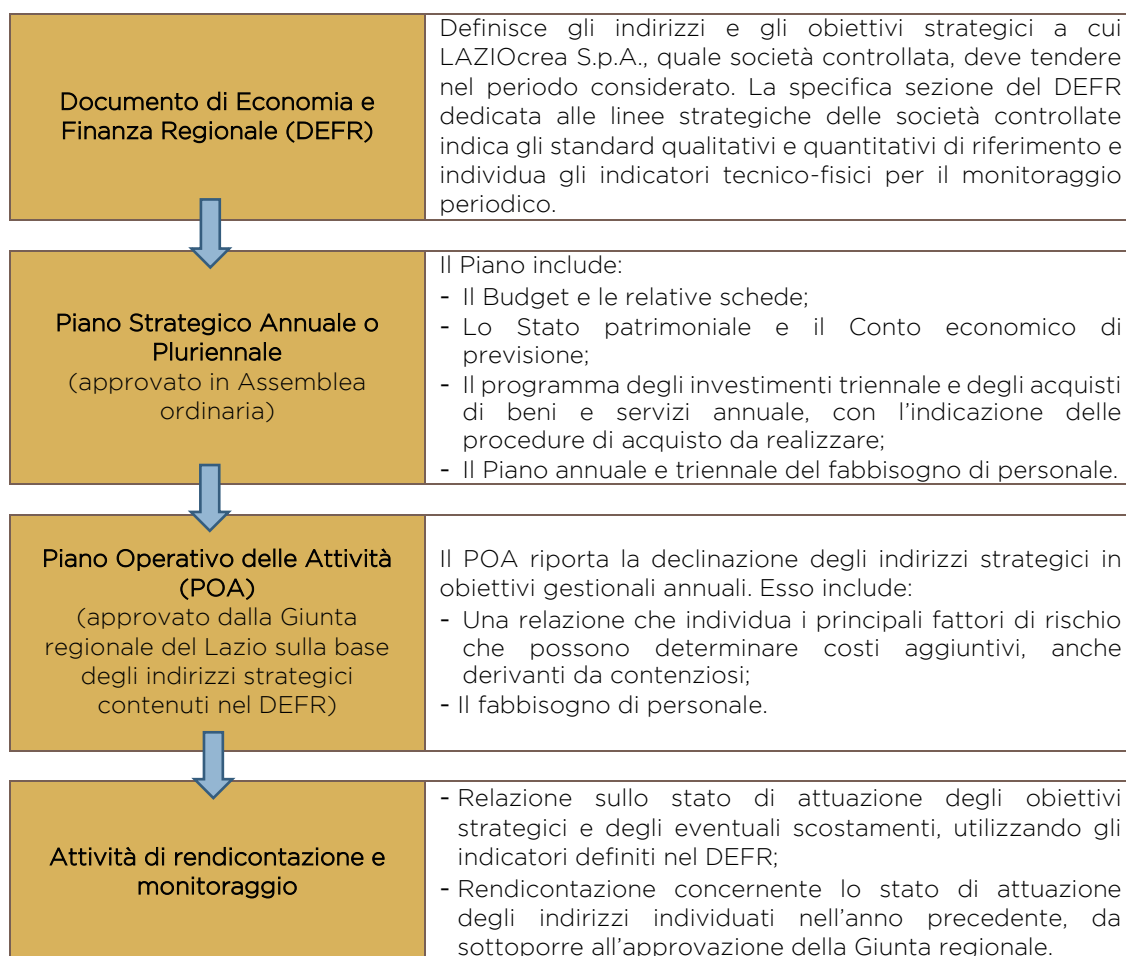 Documento di Economia e
Finanza Regionale (DEFR)
Definisce gli indirizzi e gli obiettivi strategici a cui
LAZIOcrea S.p.A., quale società controllata, deve tendere
nel periodo considerato. La specifica sezione del DEFR
dedicata alle linee strategiche delle società controllate
indica gli standard qualitativi e quantitativi di riferimento e
individua gli indicatori tecnico-fisici per il monitoraggio
periodico.
Piano Strategico Annuale o
Pluriennale
(approvato in Assemblea
ordinaria)
Il Piano include:
- Il Budget e le relative schede;
- Lo Stato patrimoniale e il Conto economico di
previsione;
- Il programma degli investimenti triennale e degli acquisti
di beni e servizi annuale, con l'indicazione delle
procedure di acquisto da realizzare;
- Il Piano annuale e triennale del fabbisogno di personale.
Piano Operativo delle Attività
(POA)
(approvato dalla Giunta
regionale del Lazio sulla base
degli indirizzi strategici
contenuti nel DEFR)
Il POA riporta la declinazione degli indirizzi strategici in
obiettivi gestionali annuali. Esso include:
- Una relazione che individua i principali fattori di rischio
che possono determinare costi aggiuntivi, anche
derivanti da contenziosi;
- Il fabbisogno di personale.
Attività di rendicontazione e
monitoraggio
- Relazione sullo stato di attuazione degli obiettivi
strategici e degli eventuali scostamenti, utilizzando gli
indicatori definiti nel DEFR;
- Rendicontazione concernente lo stato di attuazione
degli indirizzi individuati nell'anno precedente, da
sottoporre all'approvazione della Giunta regionale.